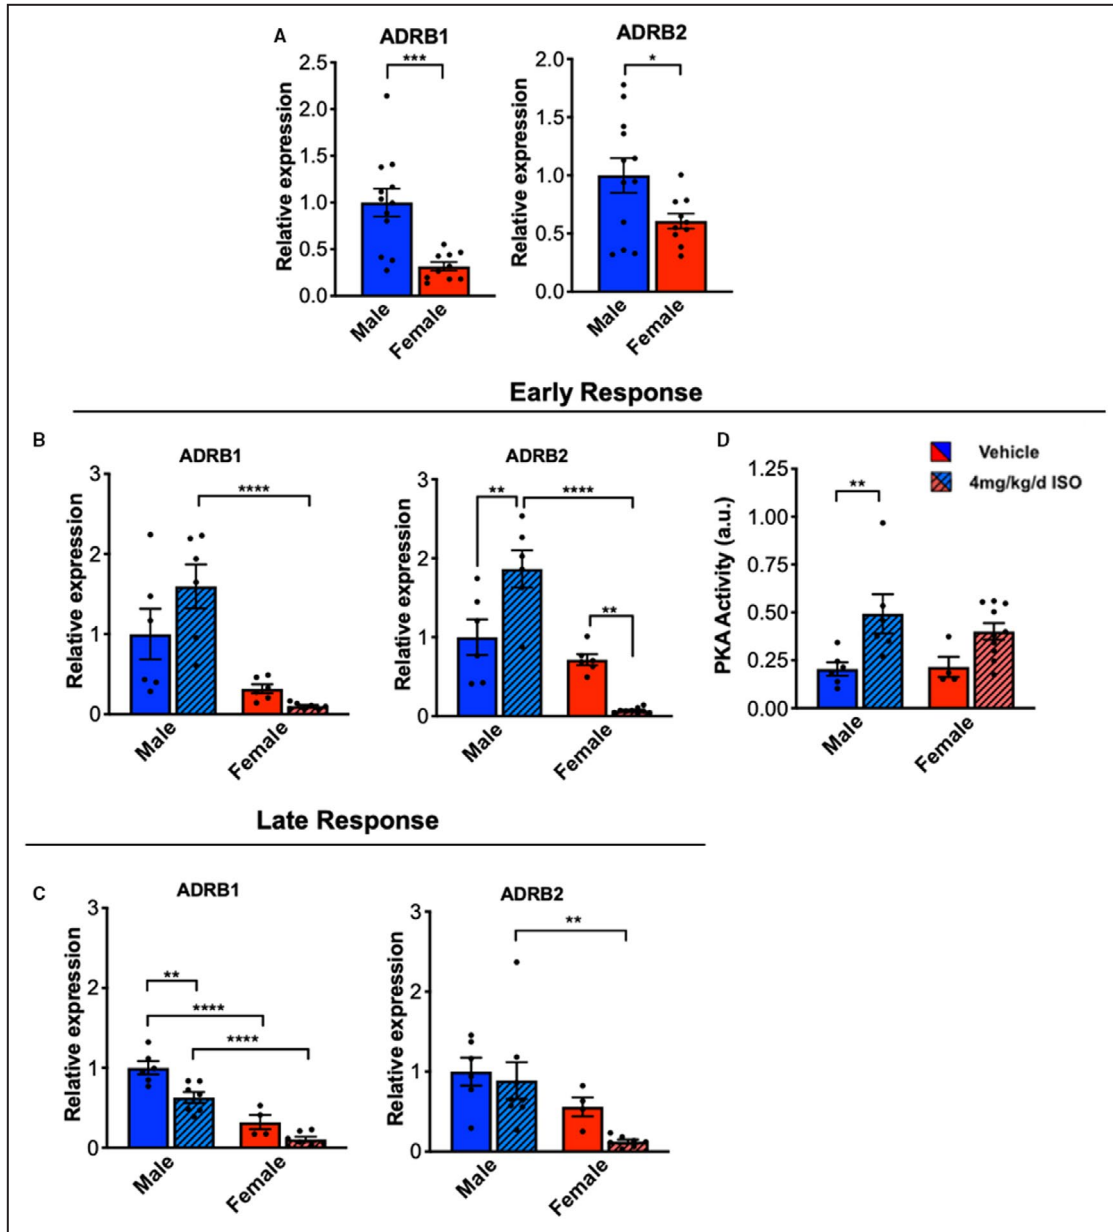 A
ADRB1
ADRB2
***
*
Relative expression
2.5
2.0
1.5
1.0
0.5
0.0
Male
Female
Relative expression
2.0
1.5
1.0
0.5
0.0
Male
Female
Early Response
B
ADRB1
Relative expression
3
2
1
0
****
Male
Female
ADRB2
Relative expression
3
2
1
0
**
****
**
Male
Female
D
Vehicle
4mg/kg/d ISO
PKA Activity (a.u.)
1.25
1.00
0.75
0.50
0.25
0.00
**
Male
Female
Late Response
C
ADRB1
Relative expression
3
2
1
0
**
****
****
Male
Female
ADRB2
Relative expression
3
2
1
0
**
Male
Female